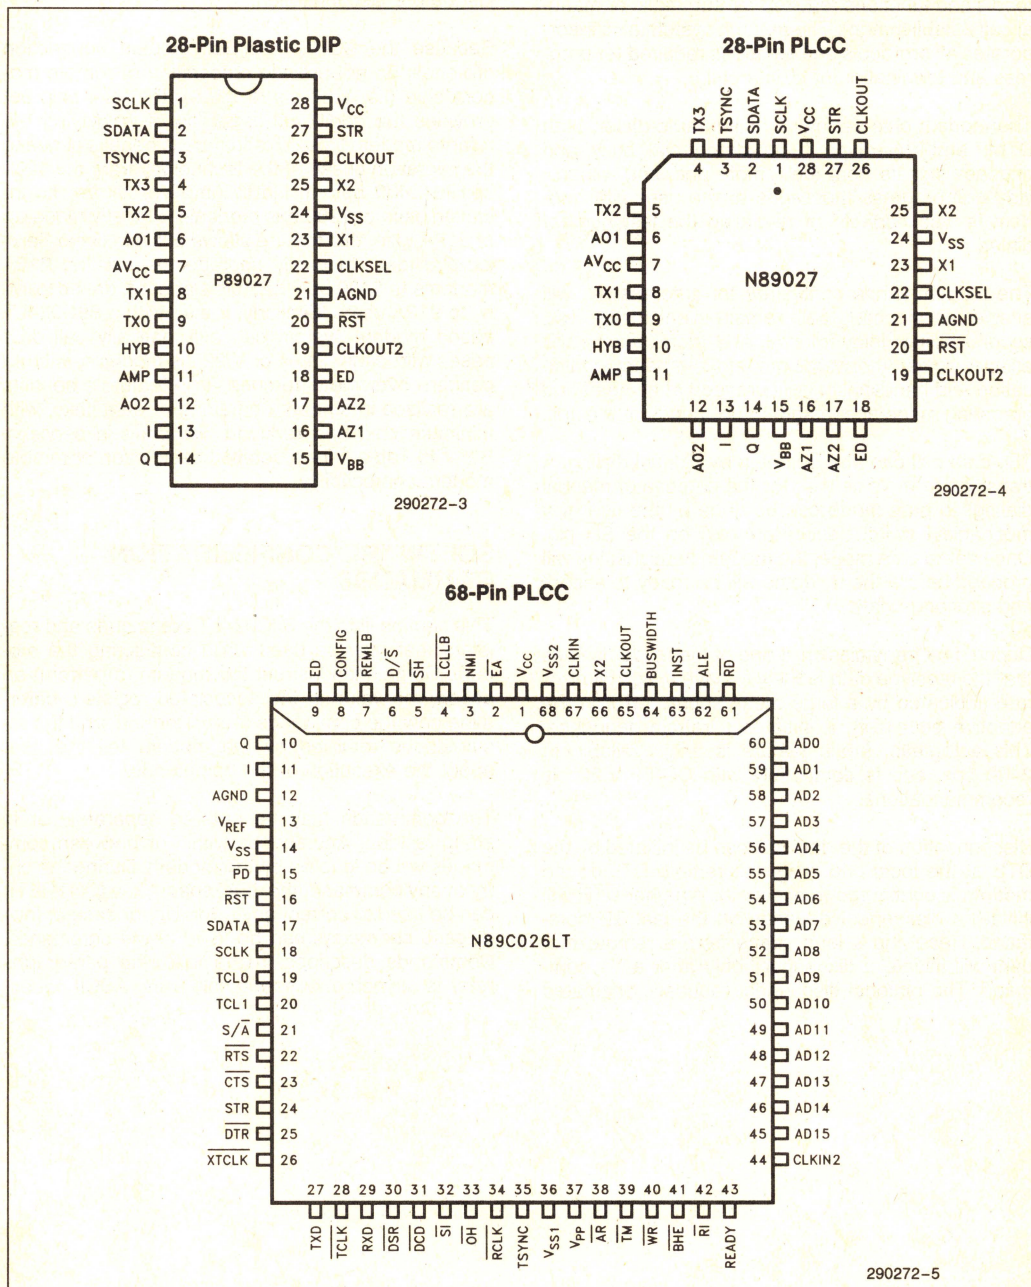 28-Pin Plastic DIP
SCLK 1 28 VCC
SDATA 2 27 STR
TSYNC 3 26 CLKOUT
TX3 4 25 X2
TX2 5 24 VSS
AO1 6 23 X1
AVCC 7 22 CLKSEL
P89027
TX1 8 21 AGND
TX0 9 20 RST
HYB 10 19 CLKOUT2
AMP 11 18 ED
AO2 12 17 AZ2
I 13 16 AZ1
Q 14 15 VBB
290272-3
28-Pin PLCC
TX3 TSYNC SDATA SCLK VCC STR CLKOUT
4 3 2 1 28 27 26
TX2 5 25 X2
AO1 6 24 VSS
AVCC 7 23 X1
N89027
TX1 8 22 CLKSEL
TX0 9 21 AGND
HYB 10 20 RST
AMP 11 19 CLKOUT2
12 13 14 15 16 17 18
AO2 I Q VBB AZ1 AZ2 ED
290272-4
68-Pin PLCC
ED CONFIG REMLB D/S SH LCLLB NMI EA VCC VSS2 CLKIN X2 CLKOUT BUSWIDTH INST ALE RD
9 8 7 6 5 4 3 2 1 68 67 66 65 64 63 62 61
Q 10 60 AD0
I 11 59 AD1
AGND 12 58 AD2
VREF 13 57 AD3
VSS 14 56 AD4
PD 15 55 AD5
RST 16 54 AD6
SDATA 17 53 AD7
N89C026LT
SCLK 18 52 AD8
TCL0 19 51 AD9
TCL1 20 50 AD10
S/A 21 49 AD11
RTS 22 48 AD12
CTS 23 47 AD13
STR 24 46 AD14
DTR 25 45 AD15
XTCLK 26 44 CLKIN2
27 28 29 30 31 32 33 34 35 36 37 38 39 40 41 42 43
TXD TCLK RXD DSR DCD SI OH RCLK TSYNC VSS1 VPP AR TM WR BHE RI READY
290272-5